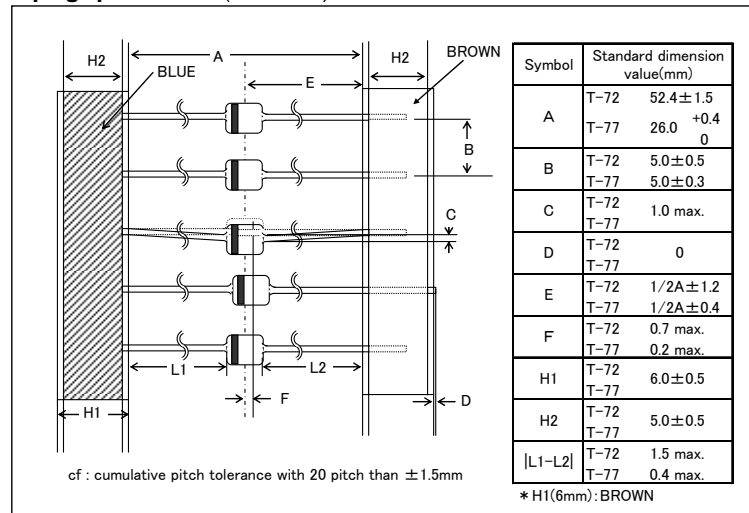 H2
A
H2
BROWN
BLUE
E
B
C
L1
L2
F
D
H1
cf : cumulative pitch tolerance with 20 pitch than ±1.5mm
Symbol Standard dimension value(mm)
A T-72 52.4±1.5
T-77 26.0 +0.4 0
B T-72 5.0±0.5
T-77 5.0±0.3
C T-72 T-77 1.0 max.
D T-72 T-77 0
E T-72 1/2A±1.2
T-77 1/2A±0.4
F T-72 0.7 max.
T-77 0.2 max.
H1 T-72 T-77 6.0±0.5
H2 T-72 T-77 5.0±0.5
|L1-L2| T-72 1.5 max.
T-77 0.4 max.
* H1(6mm):BROWN